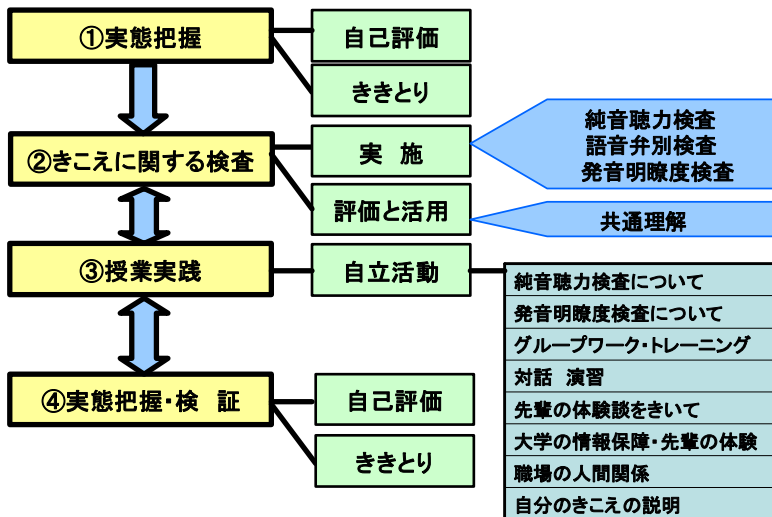 ①実態把握
自己評価
ききとり
②きこえに関する検査
実 施
純音聴力検査
語音弁別検査
発音明瞭度検査
評価と活用
共通理解
③授業実践
自立活動
純音聴力検査について
発音明瞭度検査について
グループワーク・トレーニング
対話 演習
先輩の体験談をきいて
大学の情報保障・先輩の体験
職場の人間関係
自分のきこえの説明
④実態把握・検 証
自己評価
ききとり